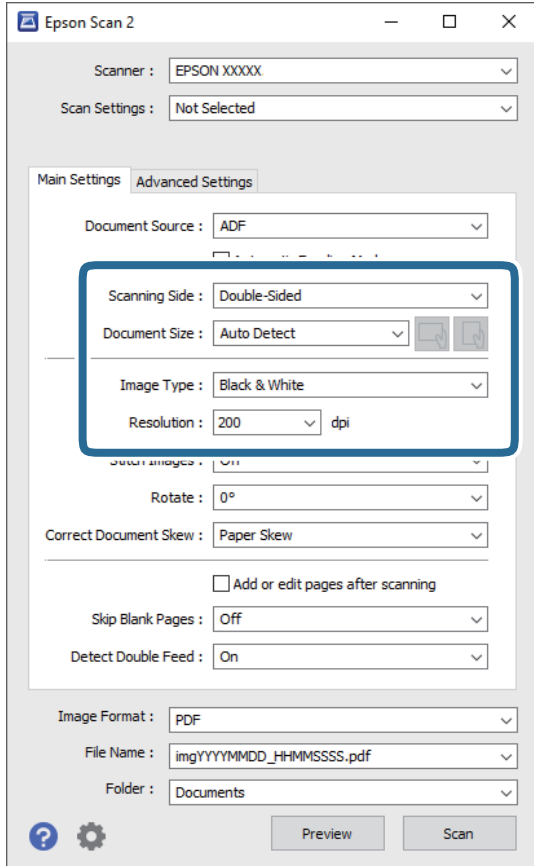 Epson Scan 2
Scanner : EPSON XXXXX
Scan Settings : Not Selected
Main Settings Advanced Settings
Document Source : ADF
Scanning Side : Double-Sided
Document Size : Auto Detect
Image Type : Black & White
Resolution : 200 dpi
Stitch Images : Off
Rotate : 0°
Correct Document Skew : Paper Skew
Add or edit pages after scanning
Skip Blank Pages : Off
Detect Double Feed : On
Image Format : PDF
File Name : imgYYYYMMDD_HHMMSSSS.pdf
Folder : Documents
? Preview Scan